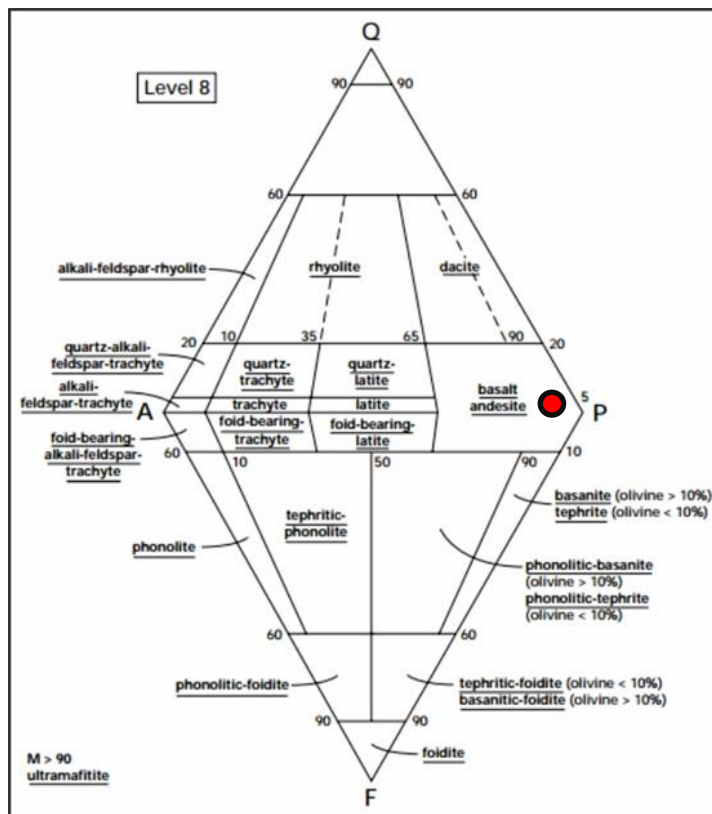 Q
Level 8
90 90
60 60
alkali-feldspar-rhyolite
rhyolite
dacite
20 10 35 65 90 20
quartz-alkali-
feldspar-trachyte
quartz-
trachyte
quartz-
latite
basalt
andesite
alkali-
feldspar-trachyte
A
trachyte
latite
5
P
foid-bearing-
alkali-feldspar-
trachyte
foid-bearing-
trachyte
foid-bearing-
latite
60 10 50 90 10
basanite (olivine > 10%)
tephrite (olivine < 10%)
tephritic-
phonolite
phonolite
phonolitic-basanite
(olivine > 10%)
phonolitic-tephrite
(olivine < 10%)
60 60
phonolitic-foidite
tephritic-foidite (olivine < 10%)
basanitic-foidite (olivine > 10%)
90 90
foidite
M > 90
ultramafitite
F